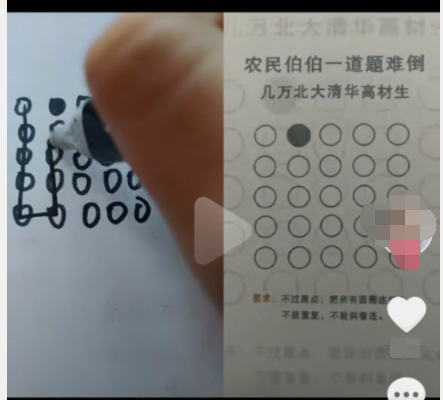 几万北大清华高材
农民伯伯一道题难倒
几万北大清华高材生
要求：不过黑点，把所有圆圈连
不能重复，不能斜着连。